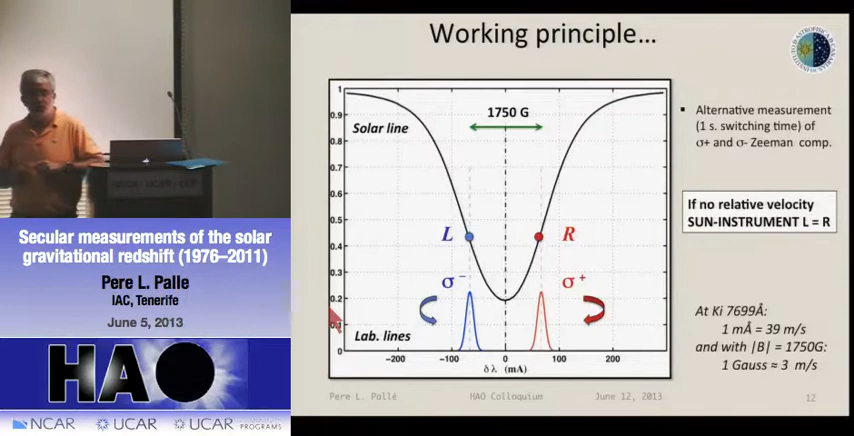 Working principle...
1
0.9
0.8
0.7
0.6
0.5
0.4
0.3
0.2
0.1
0
Solar line
1750 G
L
R
σ⁻
σ⁺
Lab. lines
−200
−100
0
100
200
δλ (mA)
▪ Alternative measurement
(1 s. switching time) of
σ+ and σ- Zeeman comp.
If no relative velocity
SUN-INSTRUMENT L = R
At Ki 7699Å:
1 mÅ = 39 m/s
and with |B| = 1750G:
1 Gauss ≈ 3 m/s
Pere L. Pallé
HAO Colloquium
June 12, 2013
12
Secular measurements of the solar
gravitational redshift (1976–2011)
Pere L. Palle
IAC, Tenerife
June 5, 2013
HAO
NCAR
UCAR
UCAR PROGRAMS